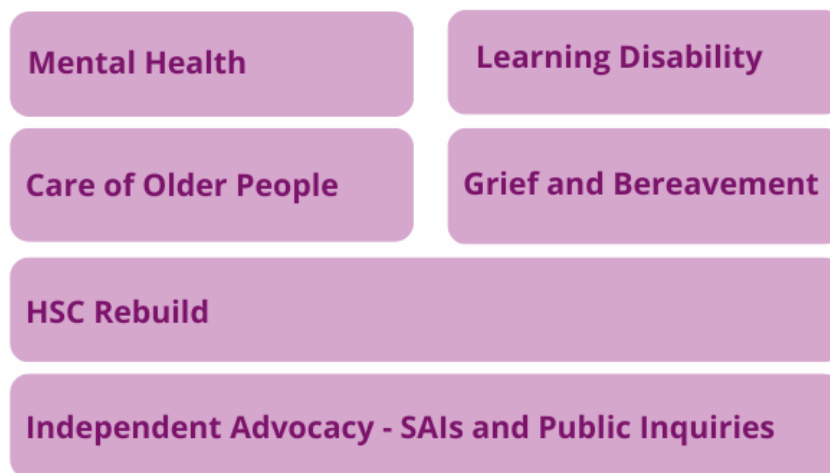 Mental Health
Learning Disability
Care of Older People
Grief and Bereavement
HSC Rebuild
Independent Advocacy - SAIs and Public Inquiries